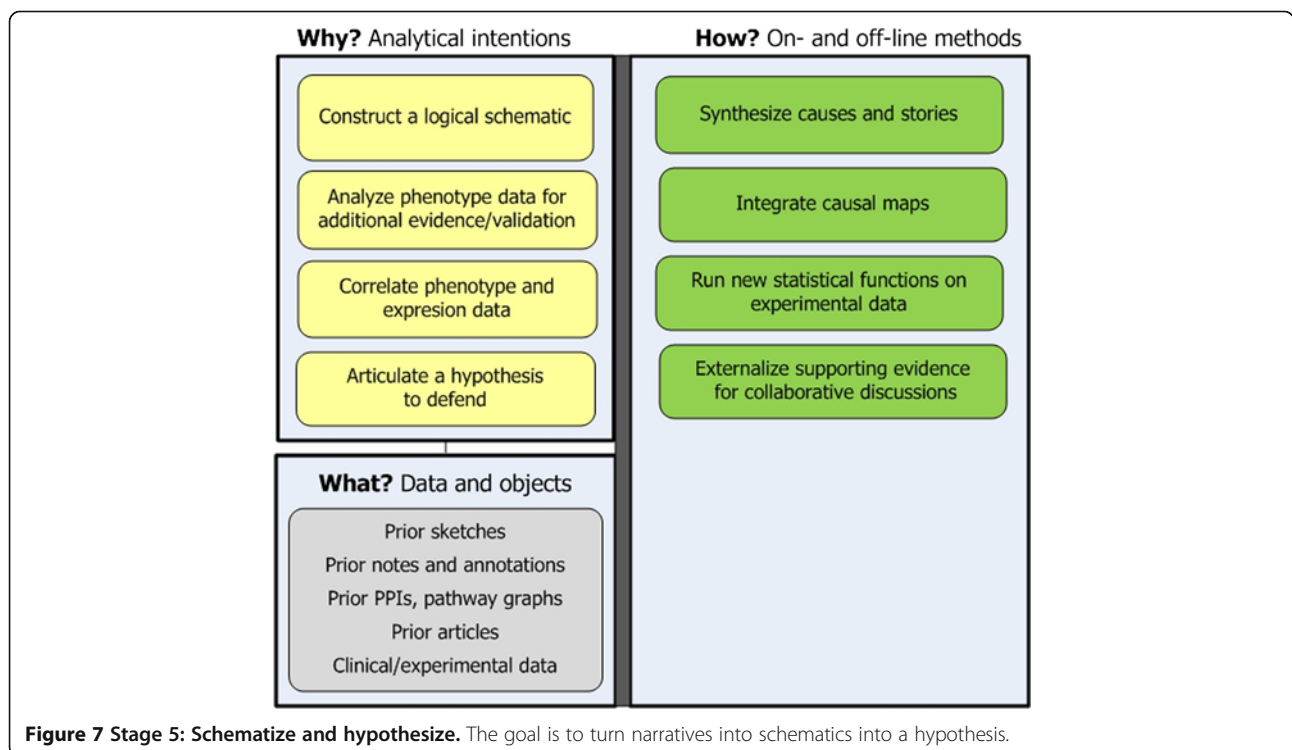 Why? Analytical intentions
Construct a logical schematic
Analyze phenotype data for
additional evidence/validation
Correlate phenotype and
expresion data
Articulate a hypothesis
to defend
What? Data and objects
Prior sketches
Prior notes and annotations
Prior PPIs, pathway graphs
Prior articles
Clinical/experimental data
How? On- and off-line methods
Synthesize causes and stories
Integrate causal maps
Run new statistical functions on
experimental data
Externalize supporting evidence
for collaborative discussions
Figure 7 Stage 5: Schematize and hypothesize. The goal is to turn narratives into schematics into a hypothesis.